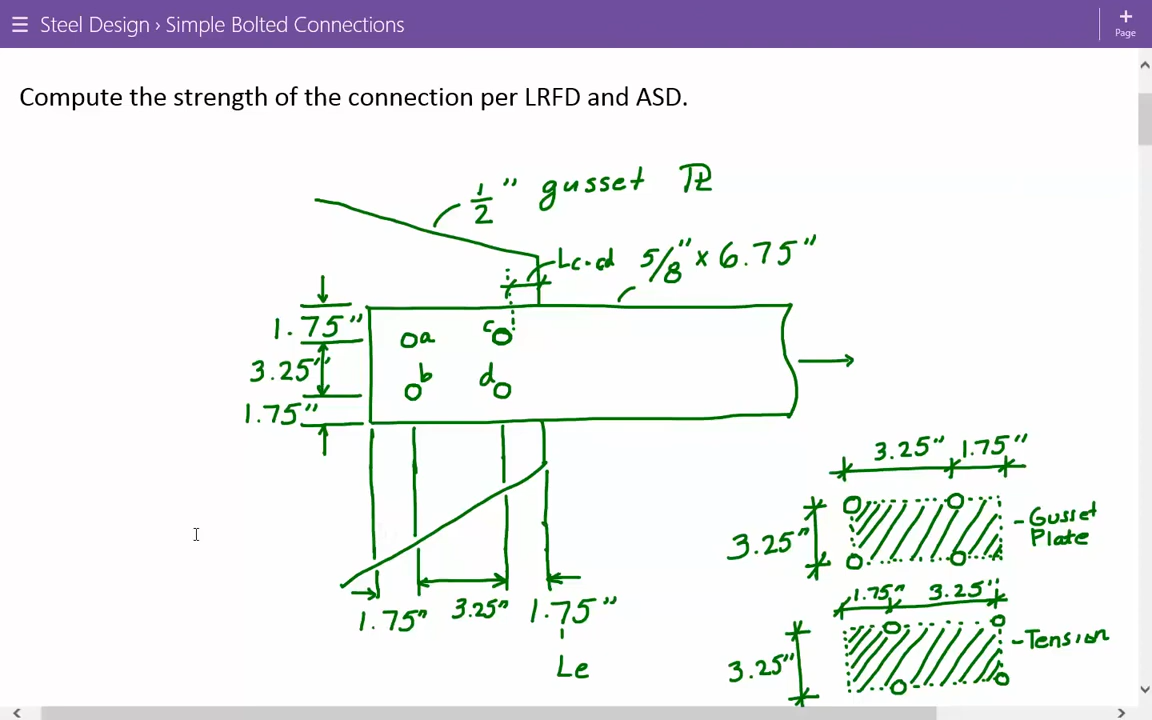 Steel Design › Simple Bolted Connections
Page
Compute the strength of the connection per LRFD and ASD.
1/2" gusset PL
Lc-cd 5/8" x 6.75"
1.75"
3.25"
1.75"
a
c
b
d
1.75" 3.25" 1.75"
Le
3.25" 1.75"
3.25"
- Gusset
Plate
1.75" 3.25"
3.25"
- Tension